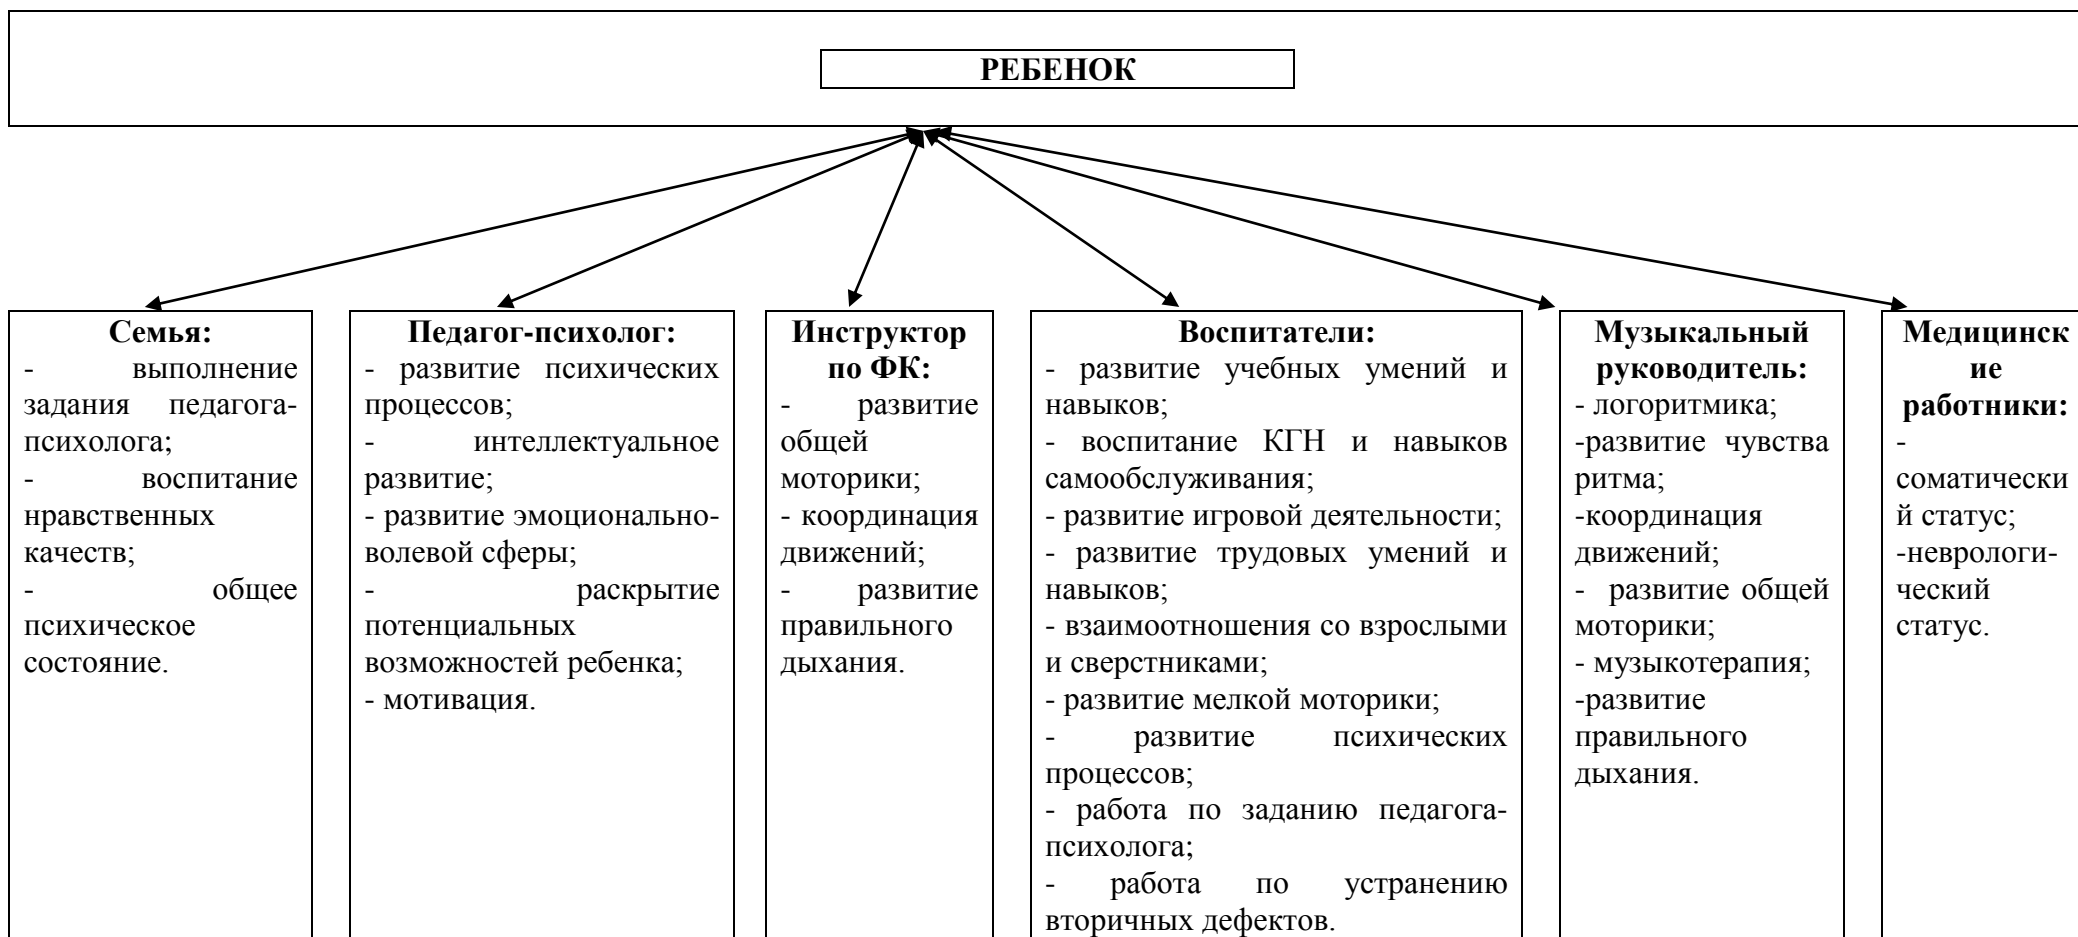 РЕБЕНОК
Семья:
- выполнение
задания педагога-
психолога;
- воспитание
нравственных
качеств;
- общее
психическое
состояние.
Педагог-психолог:
- развитие психических
процессов;
- интеллектуальное
развитие;
- развитие эмоционально-
волевой сферы;
- раскрытие
потенциальных
возможностей ребенка;
- мотивация.
Инструктор
по ФК:
- развитие
общей
моторики;
- координация
движений;
- развитие
правильного
дыхания.
Воспитатели:
- развитие учебных умений и
навыков;
- воспитание КГН и навыков
самообслуживания;
- развитие игровой деятельности;
- развитие трудовых умений и
навыков;
- взаимоотношения со взрослыми
и сверстниками;
- развитие мелкой моторики;
- развитие психических
процессов;
- работа по заданию педагога-
психолога;
- работа по устранению
вторичных дефектов.
Музыкальный
руководитель:
- логоритмика;
-развитие чувства
ритма;
-координация
движений;
- развитие общей
моторики;
- музыкотерапия;
-развитие
правильного
дыхания.
Медицинск
ие
работники:
-
соматически
й статус;
-неврологи-
ческий
статус.